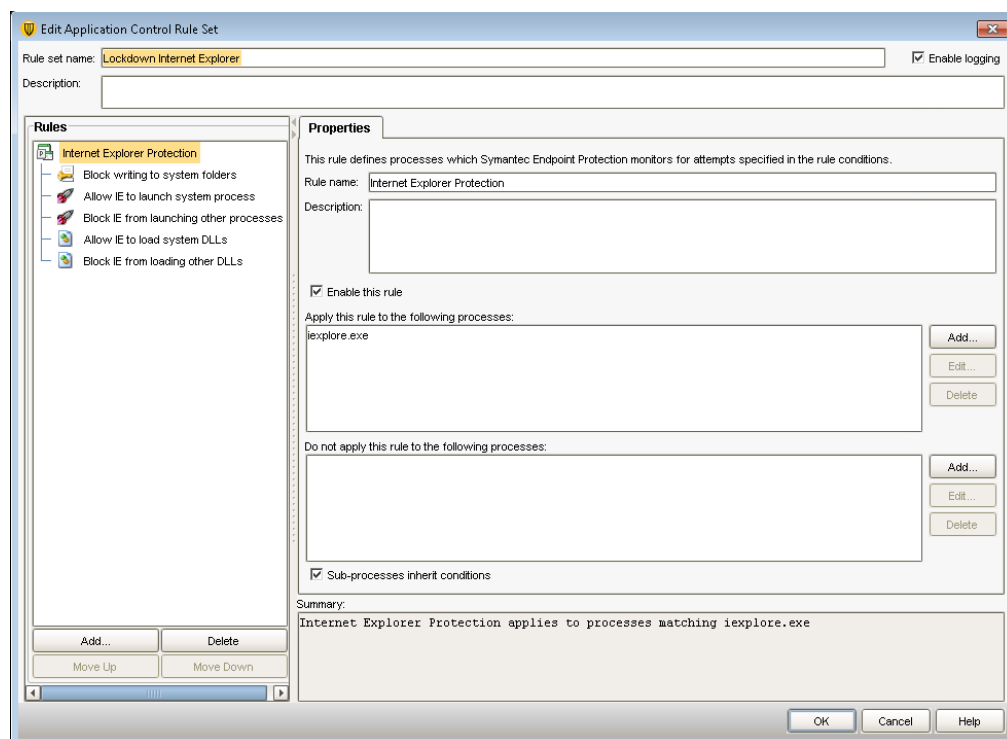 Edit Application Control Rule Set
Rule set name: Lockdown Internet Explorer Enable logging
Description:
Rules
Internet Explorer Protection
Block writing to system folders
Allow IE to launch system process
Block IE from launching other processes
Allow IE to load system DLLs
Block IE from loading other DLLs
Add...
Delete
Move Up
Move Down
Properties
This rule defines processes which Symantec Endpoint Protection monitors for attempts specified in the rule conditions.
Rule name: Internet Explorer Protection
Description:
Enable this rule
Apply this rule to the following processes:
iexplore.exe
Add...
Edit...
Delete
Do not apply this rule to the following processes:
Add...
Edit...
Delete
Sub-processes inherit conditions
Summary:
Internet Explorer Protection applies to processes matching iexplore.exe
OK
Cancel
Help